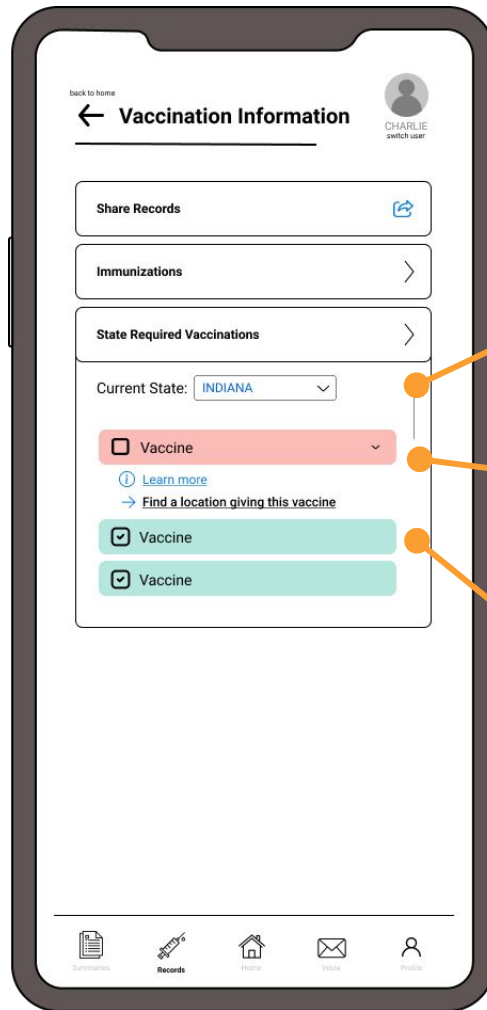 back to home
Vaccination Information
CHARLIE
switch user
Share Records
Immunizations
State Required Vaccinations
Current State: INDIANA
Vaccine
i Learn more
Find a location giving this vaccine
Vaccine
Vaccine
Summaries Records Home Inbox Profile